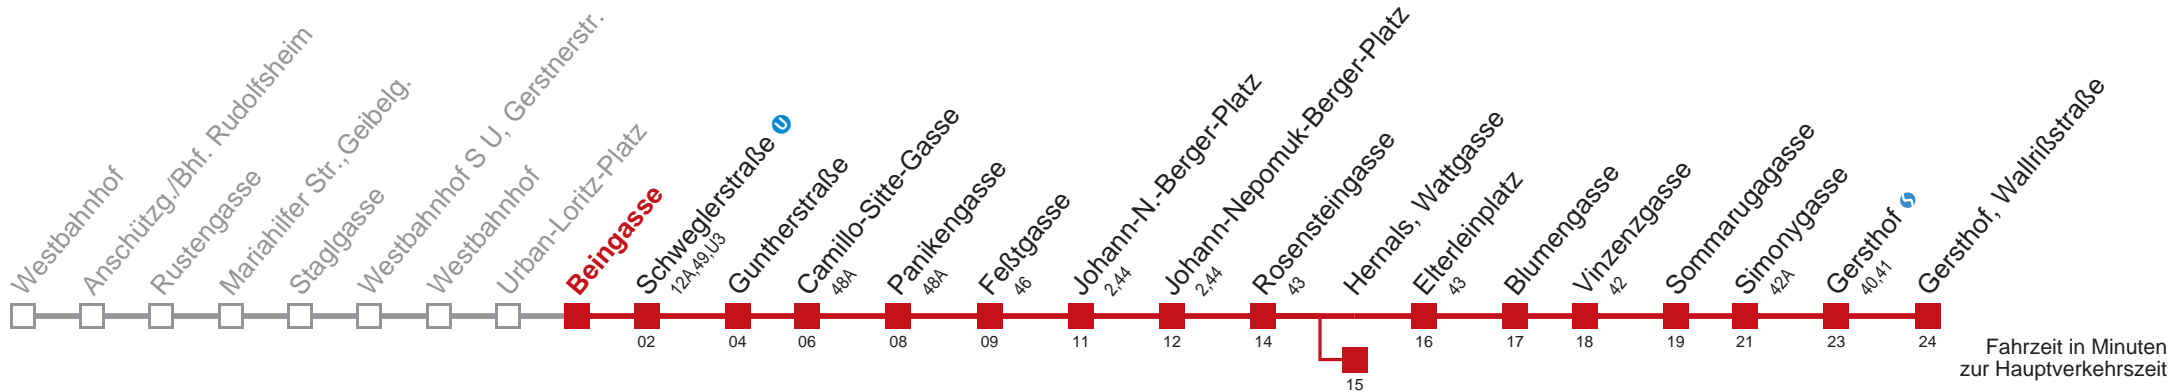 Westbahnhof
Anschützg./Bhf. Rudolfsheim
Rustengasse
Mariahilfer Str., Geibelg.
Staglgasse
Westbahnhof S U, Gerstnerstr.
Westbahnhof
Urban-Loritz-Platz
Beingasse
Schweglerstraße U
12A,49,U3
02
Guntherstraße
04
Camillo-Sitte-Gasse
48A
06
Panikengasse
48A
08
Feßtgasse
46
09
Johann-N.-Berger-Platz
2,44
11
Johann-Nepomuk-Berger-Platz
2,44
12
Rosensteingasse
43
14
Hernals, Wattgasse
15
Elterleinplatz
43
16
Blumengasse
17
Vinzenzgasse
42
18
Sommarugagasse
19
Simonygasse
42A
21
Gersthof S
40,41
23
Gersthof, Wallrißstraße
24
Fahrzeit in Minuten
zur Hauptverkehrszeit